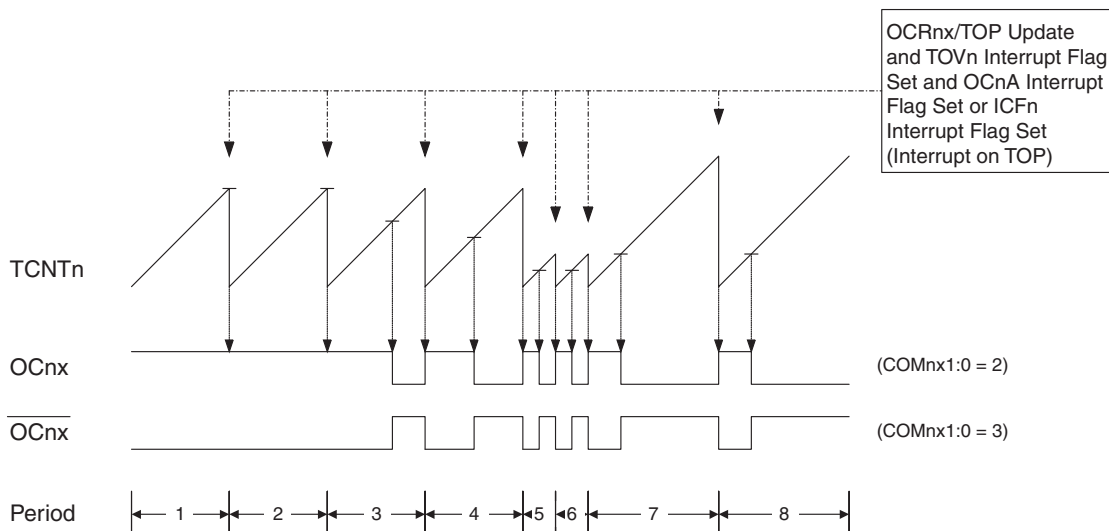 OCRnx/TOP Update
and TOVn Interrupt Flag
Set and OCnA Interrupt
Flag Set or ICFn
Interrupt Flag Set
(Interrupt on TOP)
TCNTn
OCnx
(COMnx1:0 = 2)
OCnx
(COMnx1:0 = 3)
Period
1 2 3 4 5 6 7 8